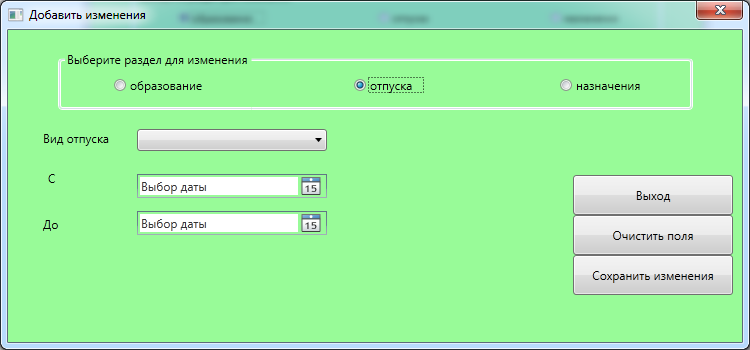 Добавить изменения
Выберите раздел для изменения
образование
отпуска
назначения
Вид отпуска
С
Выбор даты
15
До
Выбор даты
15
Выход
Очистить поля
Сохранить изменения